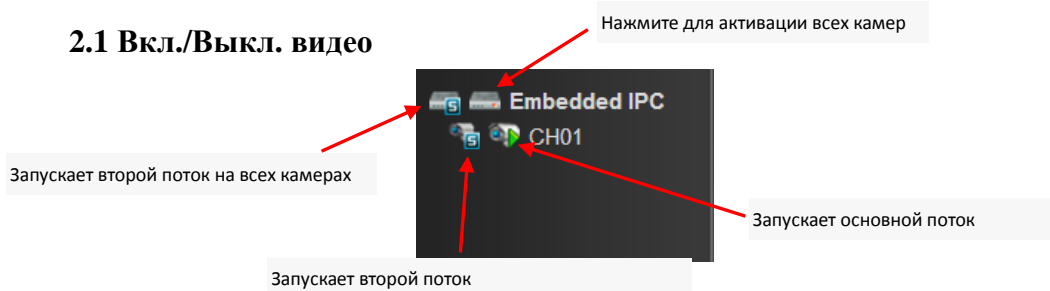 Нажмите для активации всех камер
2.1 Вкл./Выкл. видео
S Embedded IPC
S CH01
Запускает второй поток на всех камерах
Запускает основной поток
Запускает второй поток